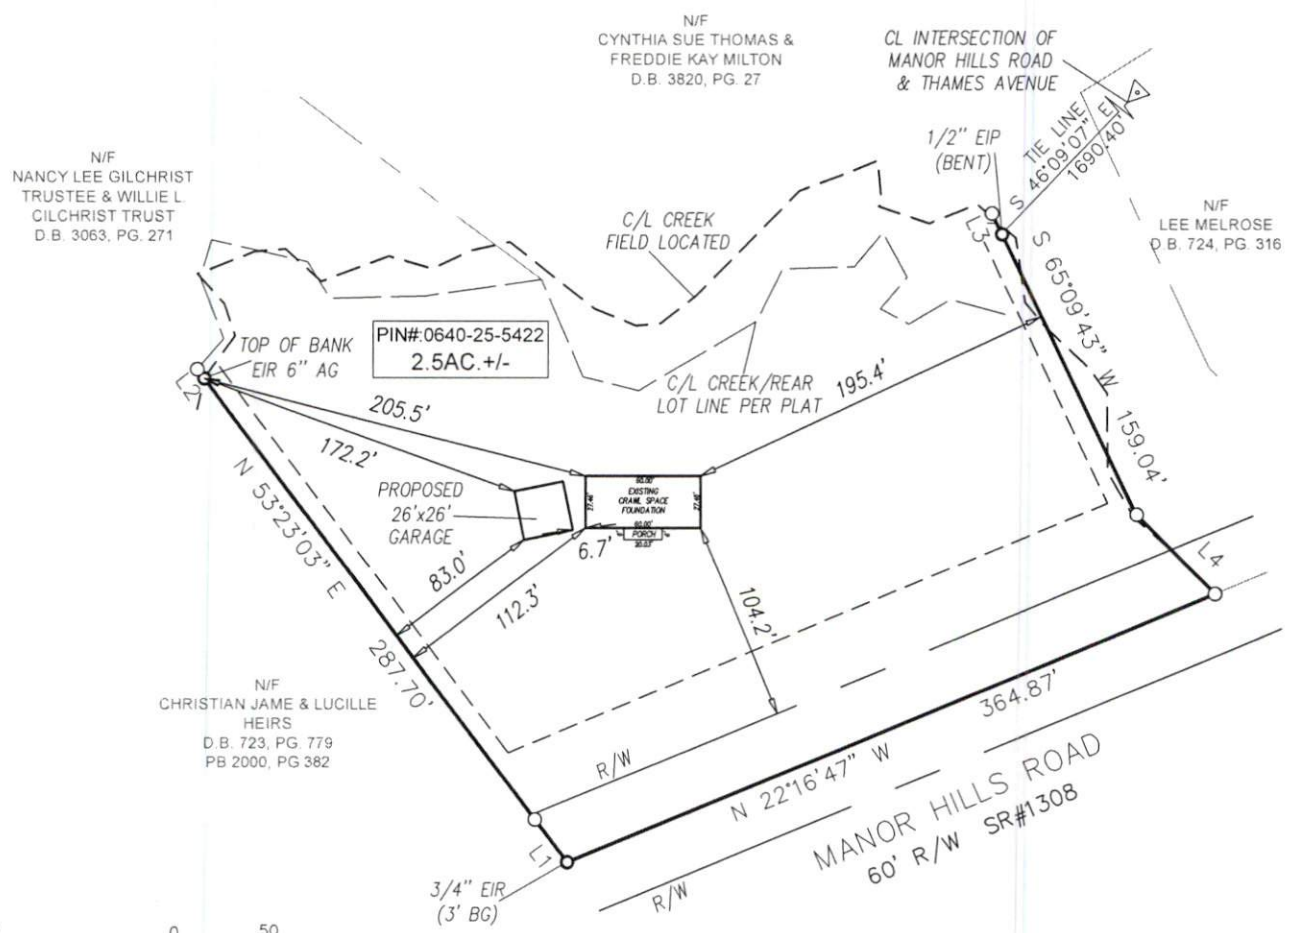 N/F
CYNTHIA SUE THOMAS &
FREDDIE KAY MILTON
D.B. 3820, PG. 27
CL INTERSECTION OF
MANOR HILLS ROAD
& THAMES AVENUE
1/2" EIP
(BENT)
TIE LINE
S 46°09'07" E
1690.40'
N/F
NANCY LEE GILCHRIST
TRUSTEE & WILLIE L.
GILCHRIST TRUST
D.B. 3063, PG. 271
N/F
LEE MELROSE
D.B. 724, PG. 316
C/L CREEK
FIELD LOCATED
L3
S 65°09'43" W
159.04'
TOP OF BANK
EIR 6" AG
L2
PIN#:0640-25-5422
2.5AC.+/-
C/L CREEK/REAR
LOT LINE PER PLAT
195.4'
205.5'
172.2'
PROPOSED
26'x26'
GARAGE
60.00'
EXISTING
CRAWL SPACE
FOUNDATION
60.00'
PORCH
6.7'
N 53°23'03" E
287.70'
83.0'
112.3'
104.2'
L4
N/F
CHRISTIAN JAME & LUCILLE
HEIRS
D.B. 723, PG. 779
PB 2000, PG 382
R/W
N 22°16'47" W
364.87'
MANOR HILLS ROAD
60' R/W SR#1308
L1
3/4" EIR
(3' BG)
R/W
0 50